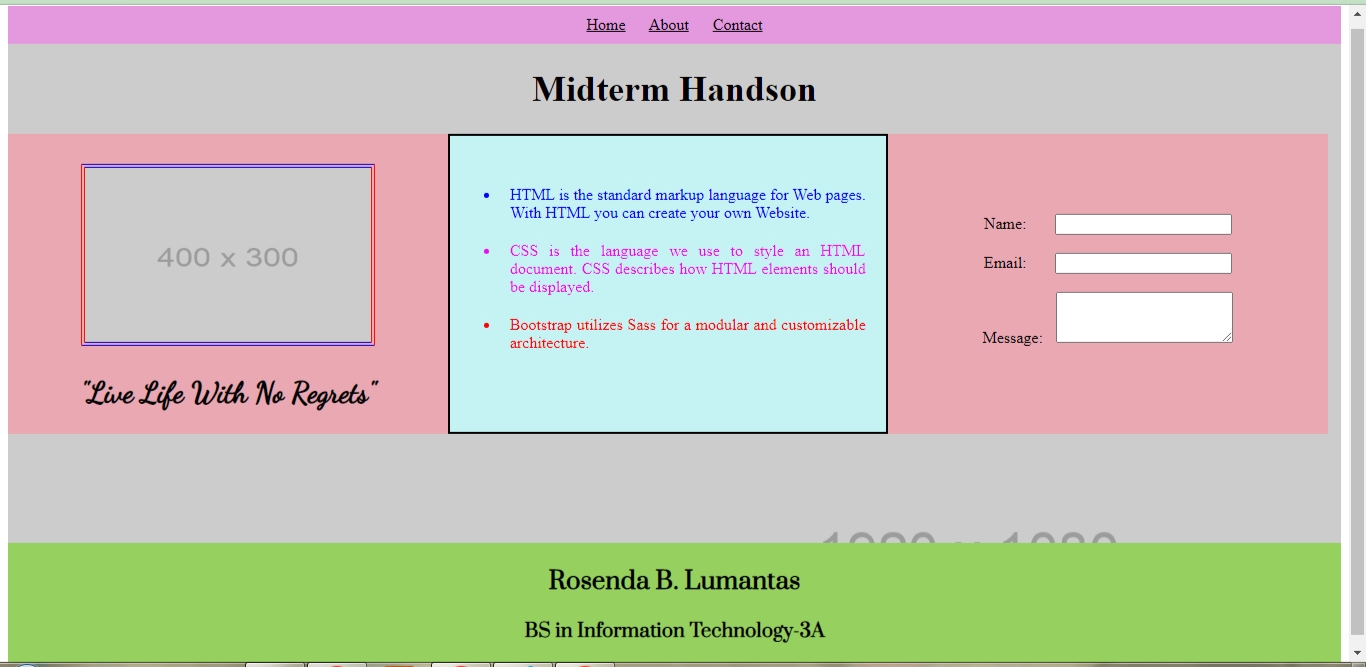 Home About Contact
Midterm Handson
400 x 300
"Live Life With No Regrets"
HTML is the standard markup language for Web pages.
With HTML you can create your own Website.
CSS is the language we use to style an HTML
document. CSS describes how HTML elements should
be displayed.
Bootstrap utilizes Sass for a modular and customizable
architecture.
Name:
Email:
Message:
Rosenda B. Lumantas
BS in Information Technology-3A